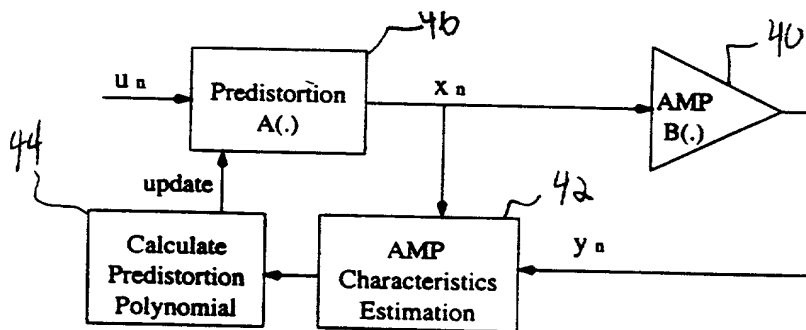 46
40
u n
Predistortion
A(.)
x n
AMP
B(.)
44
update
42
Calculate
Predistortion
Polynomial
AMP
Characteristics
Estimation
y n